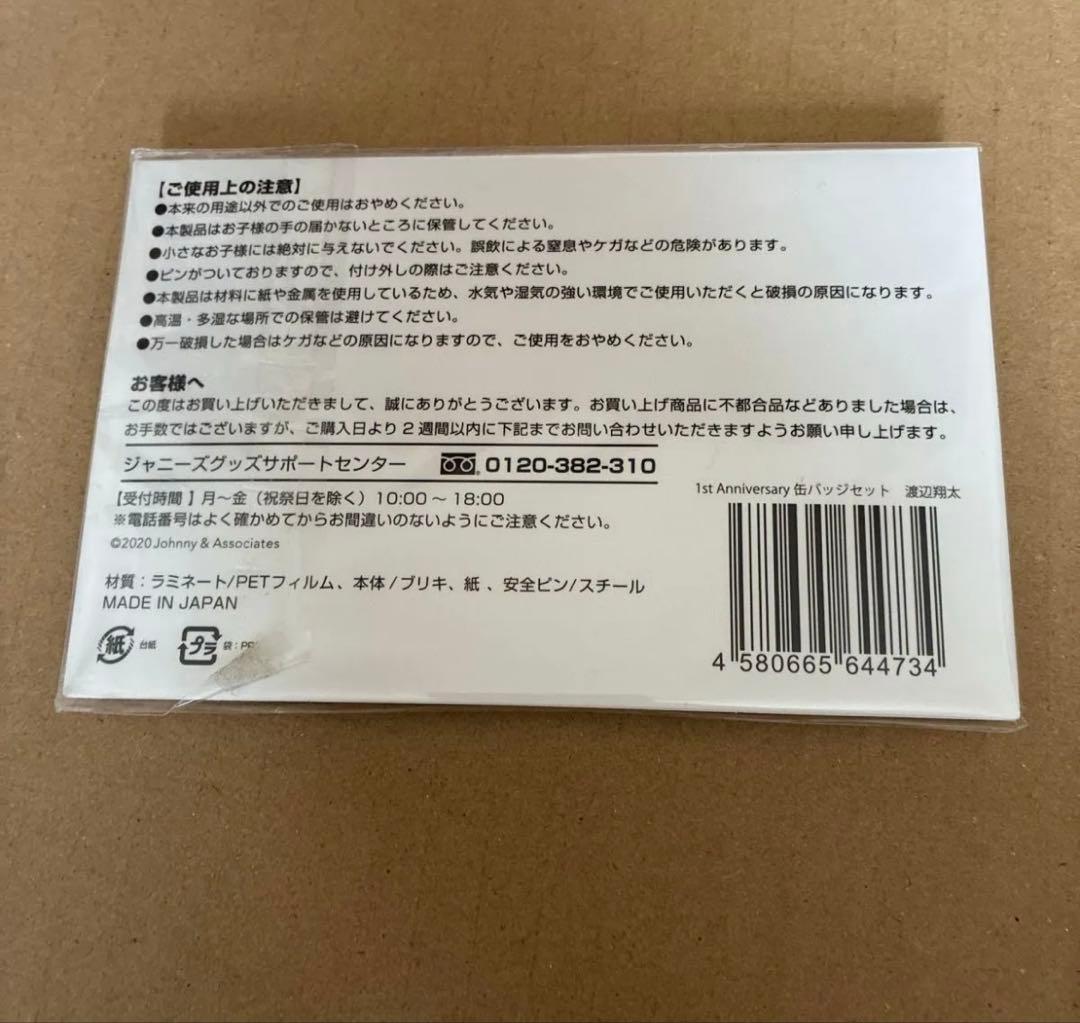 【ご使用上の注意】
●本来の用途以外でのご使用はおやめください。
●本製品はお子様の手の届かないところに保管してください。
●小さなお子様には絶対に与えないでください。誤飲による窒息やケガなどの危険があります。
●ピンがついておりますので、付け外しの際はご注意ください。
●本製品は材料に紙や金属を使用しているため、水気や湿気の強い環境でご使用いただくと破損の原因になります。
●高温・多湿な場所での保管は避けてください。
●万一破損した場合はケガなどの原因になりますので、ご使用をおやめください。
お客様へ
この度はお買い上げいただきまして、誠にありがとうございます。お買い上げ商品に不都合品などありました場合は、
お手数ではございますが、ご購入日より2週間以内に下記までお問い合わせいただきますようお願い申し上げます。
ジャニーズグッズサポートセンター 0120-382-310
【受付時間 】月～金（祝祭日を除く）10:00 ～ 18:00
※電話番号はよく確かめてからお間違いのないようにご注意ください。
©2020 Johnny & Associates
1st Anniversary 缶バッジセット 渡辺翔太
材質：ラミネート/PETフィルム、本体/ブリキ、紙 、安全ピン/スチール
MADE IN JAPAN
紙 台紙 プラ 袋：
4 580665 644734